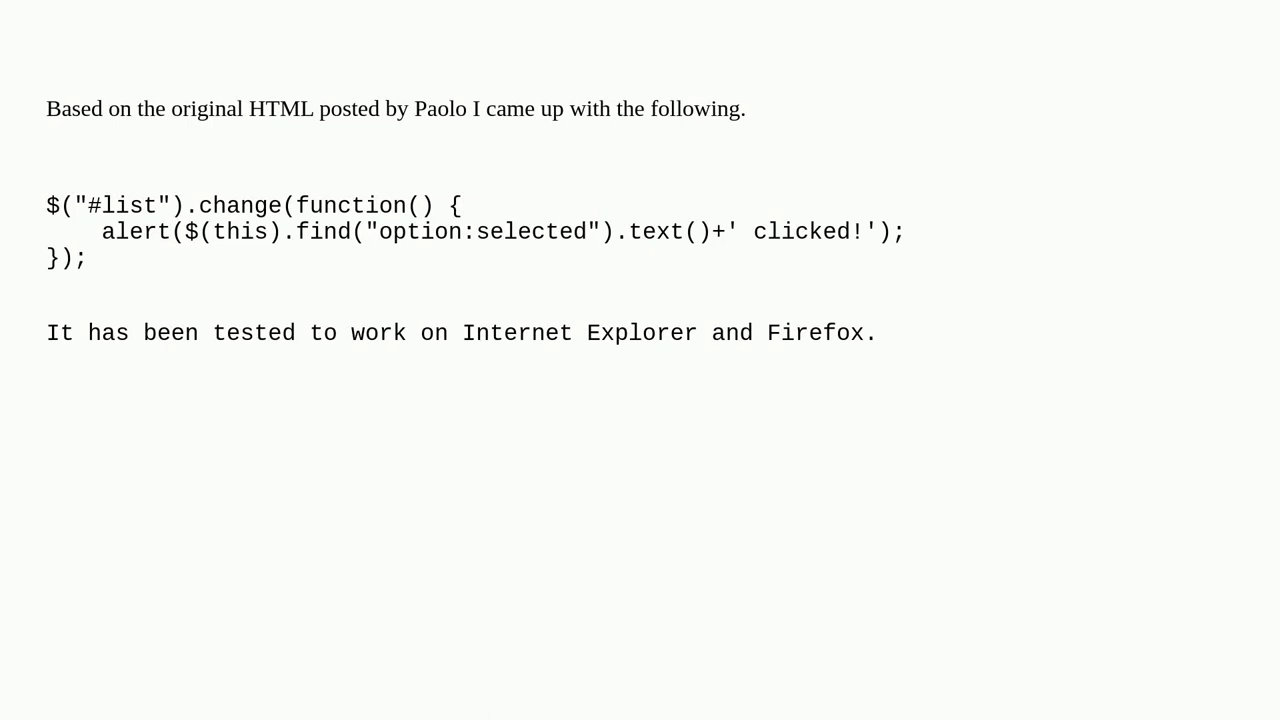 Based on the original HTML posted by Paolo I came up with the following.
$("#list").change(function() {
    alert($(this).find("option:selected").text()+' clicked!');
});
It has been tested to work on Internet Explorer and Firefox.